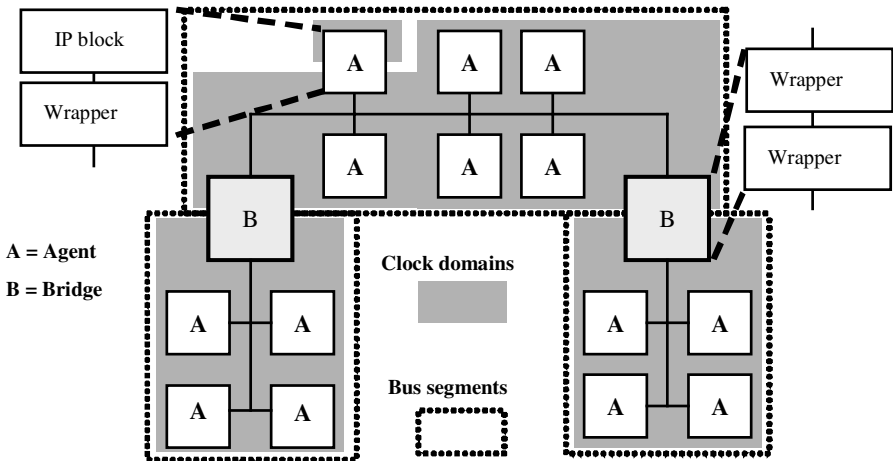 IP block
Wrapper
A
A
A
Wrapper
Wrapper
A
A
A
B
B
A = Agent
B = Bridge
Clock domains
A
A
A
A
Bus segments
A
A
A
A